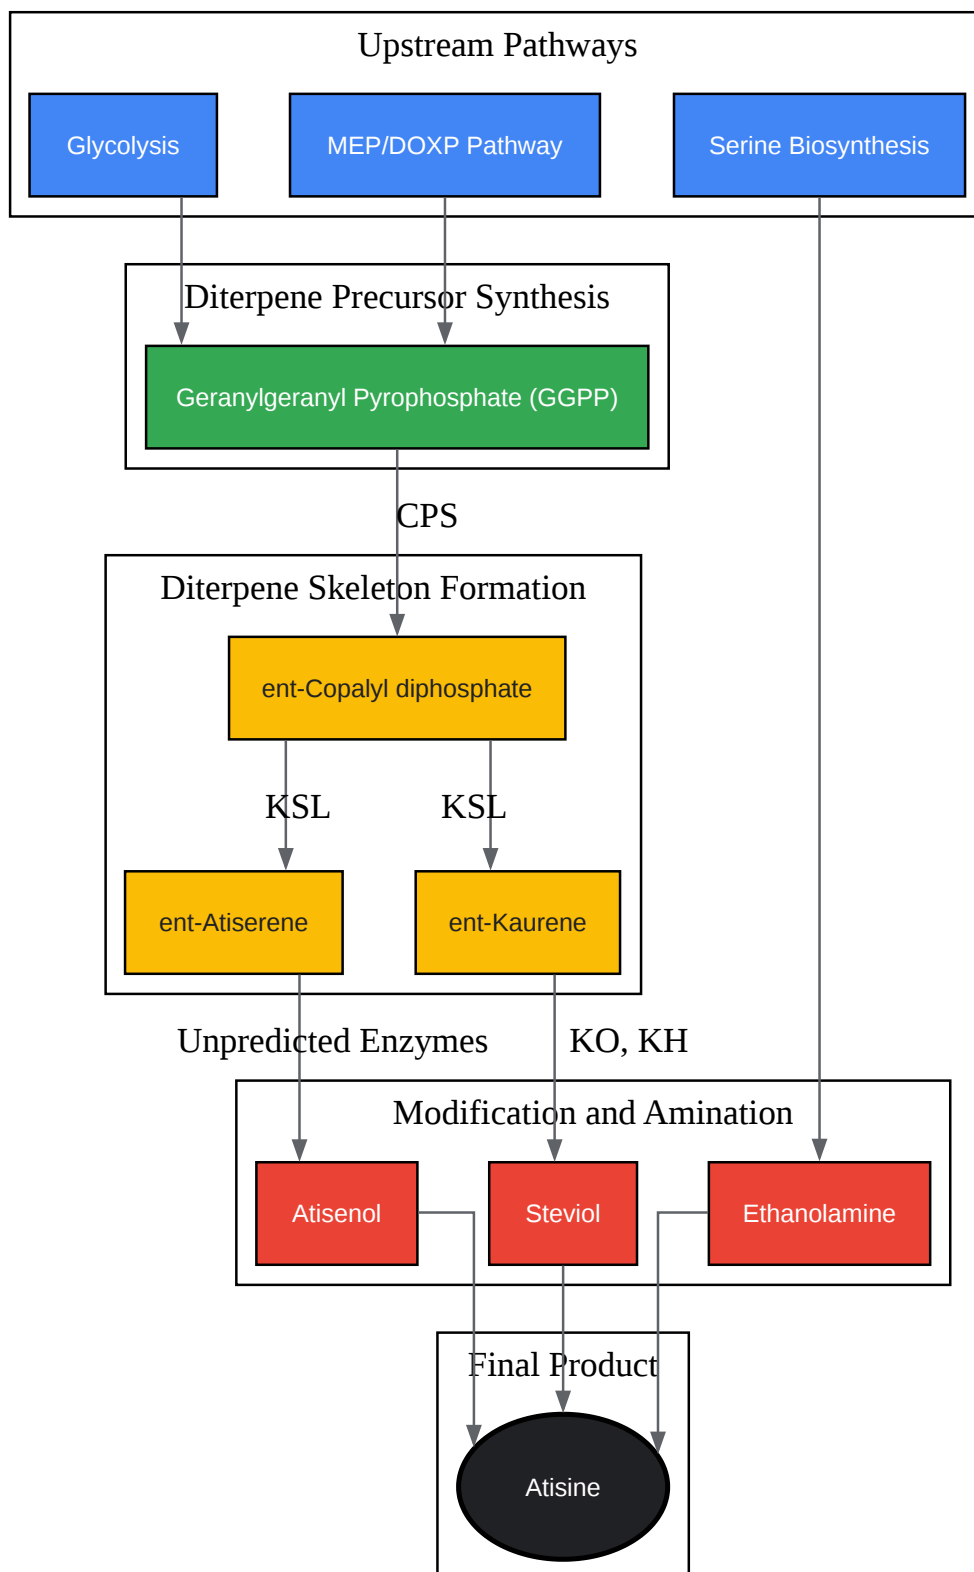 Upstream Pathways
Glycolysis
MEP/DOXP Pathway
Serine Biosynthesis
Diterpene Precursor Synthesis
Geranylgeranyl Pyrophosphate (GGPP)
CPS
Diterpene Skeleton Formation
ent-Copalyl diphosphate
KSL
KSL
ent-Atiserene
ent-Kaurene
Unpredicted Enzymes
KO, KH
Modification and Amination
Atisenol
Steviol
Ethanolamine
Final Product
Atisine